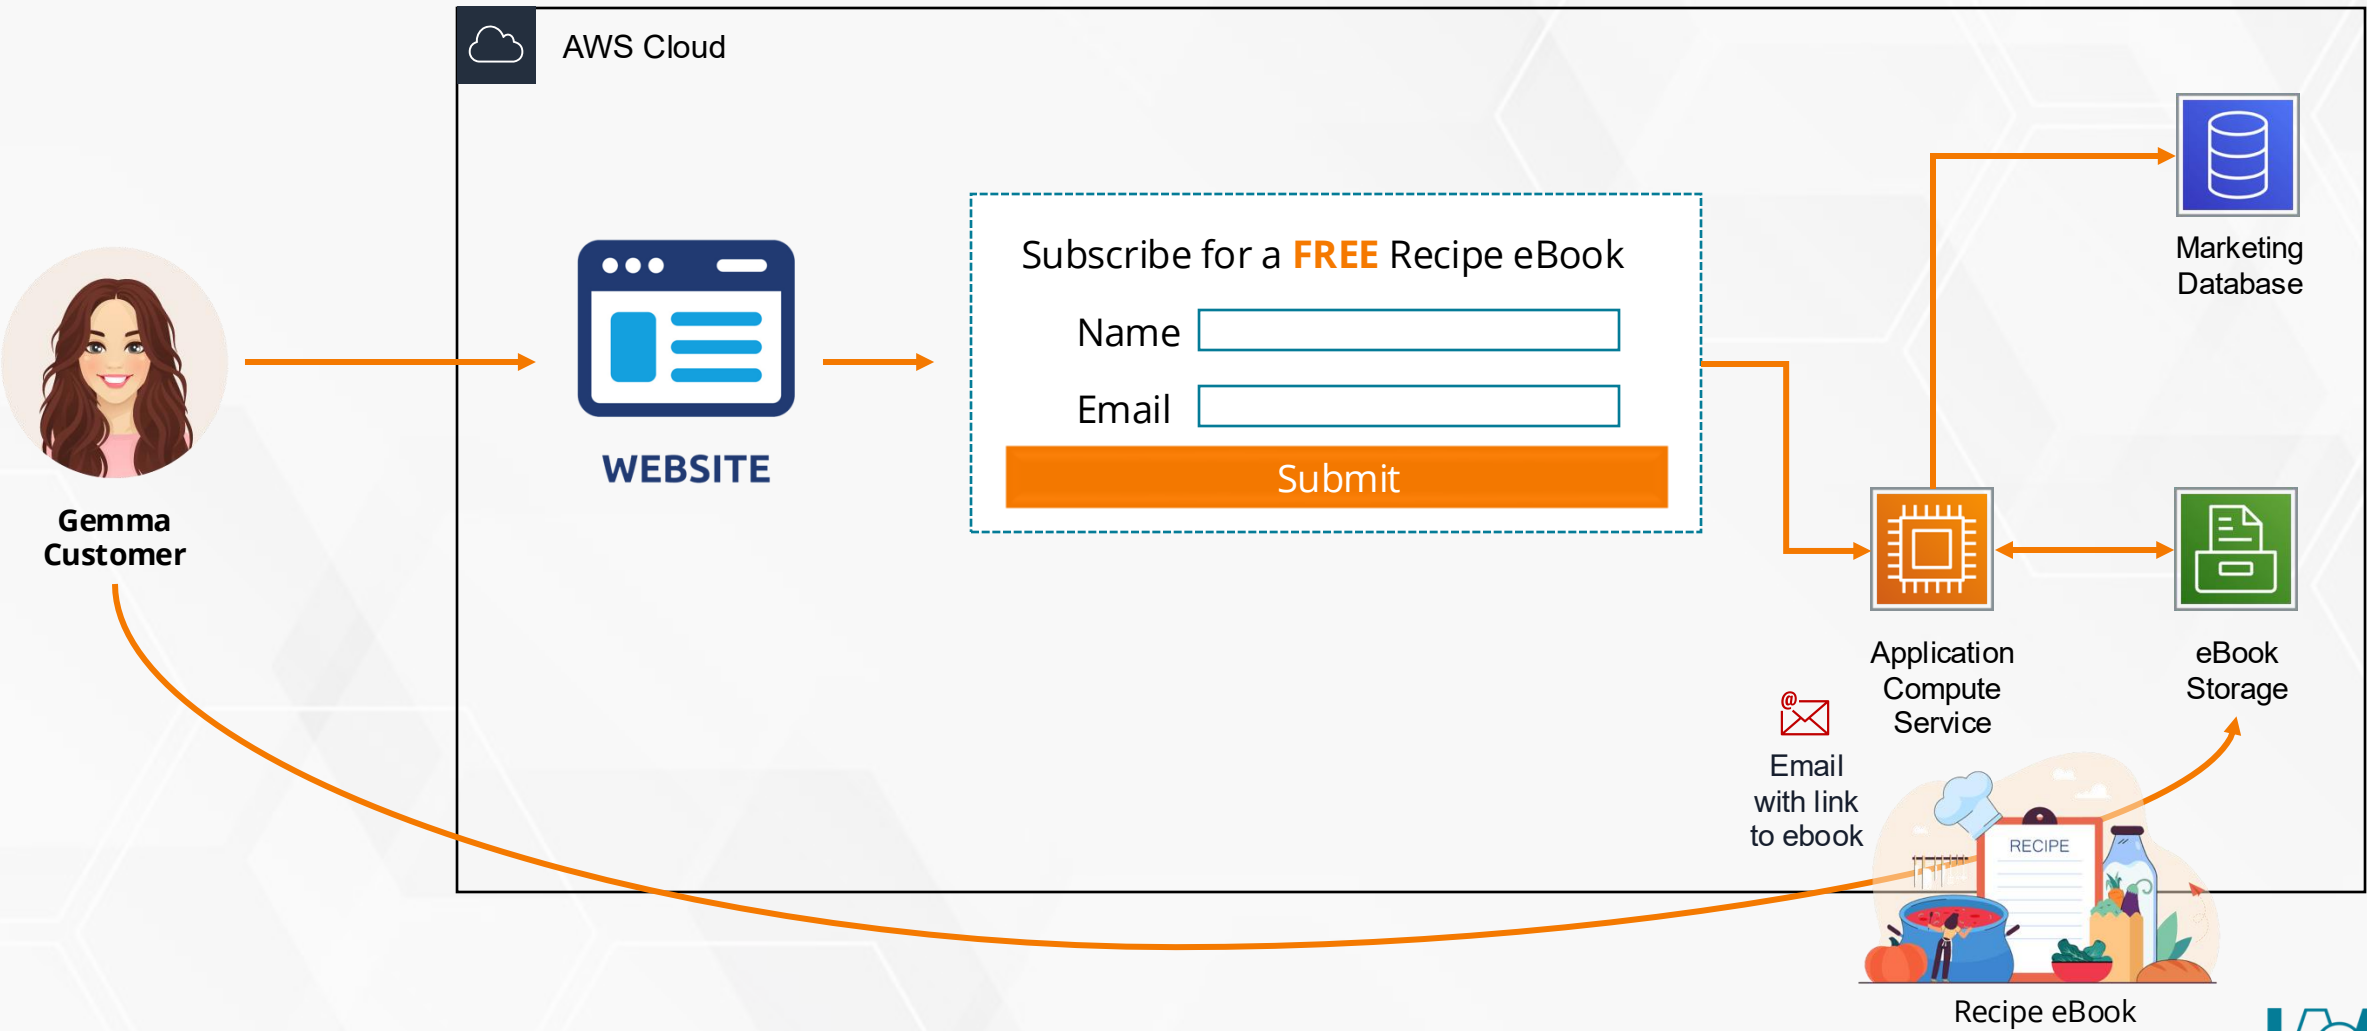 AWS Cloud
Marketing
Database
Subscribe for a FREE Recipe eBook
Name
Email
Submit
WEBSITE
Gemma
Customer
Application
Compute
Service
eBook
Storage
@
Email
with link
to ebook
RECIPE
Recipe eBook